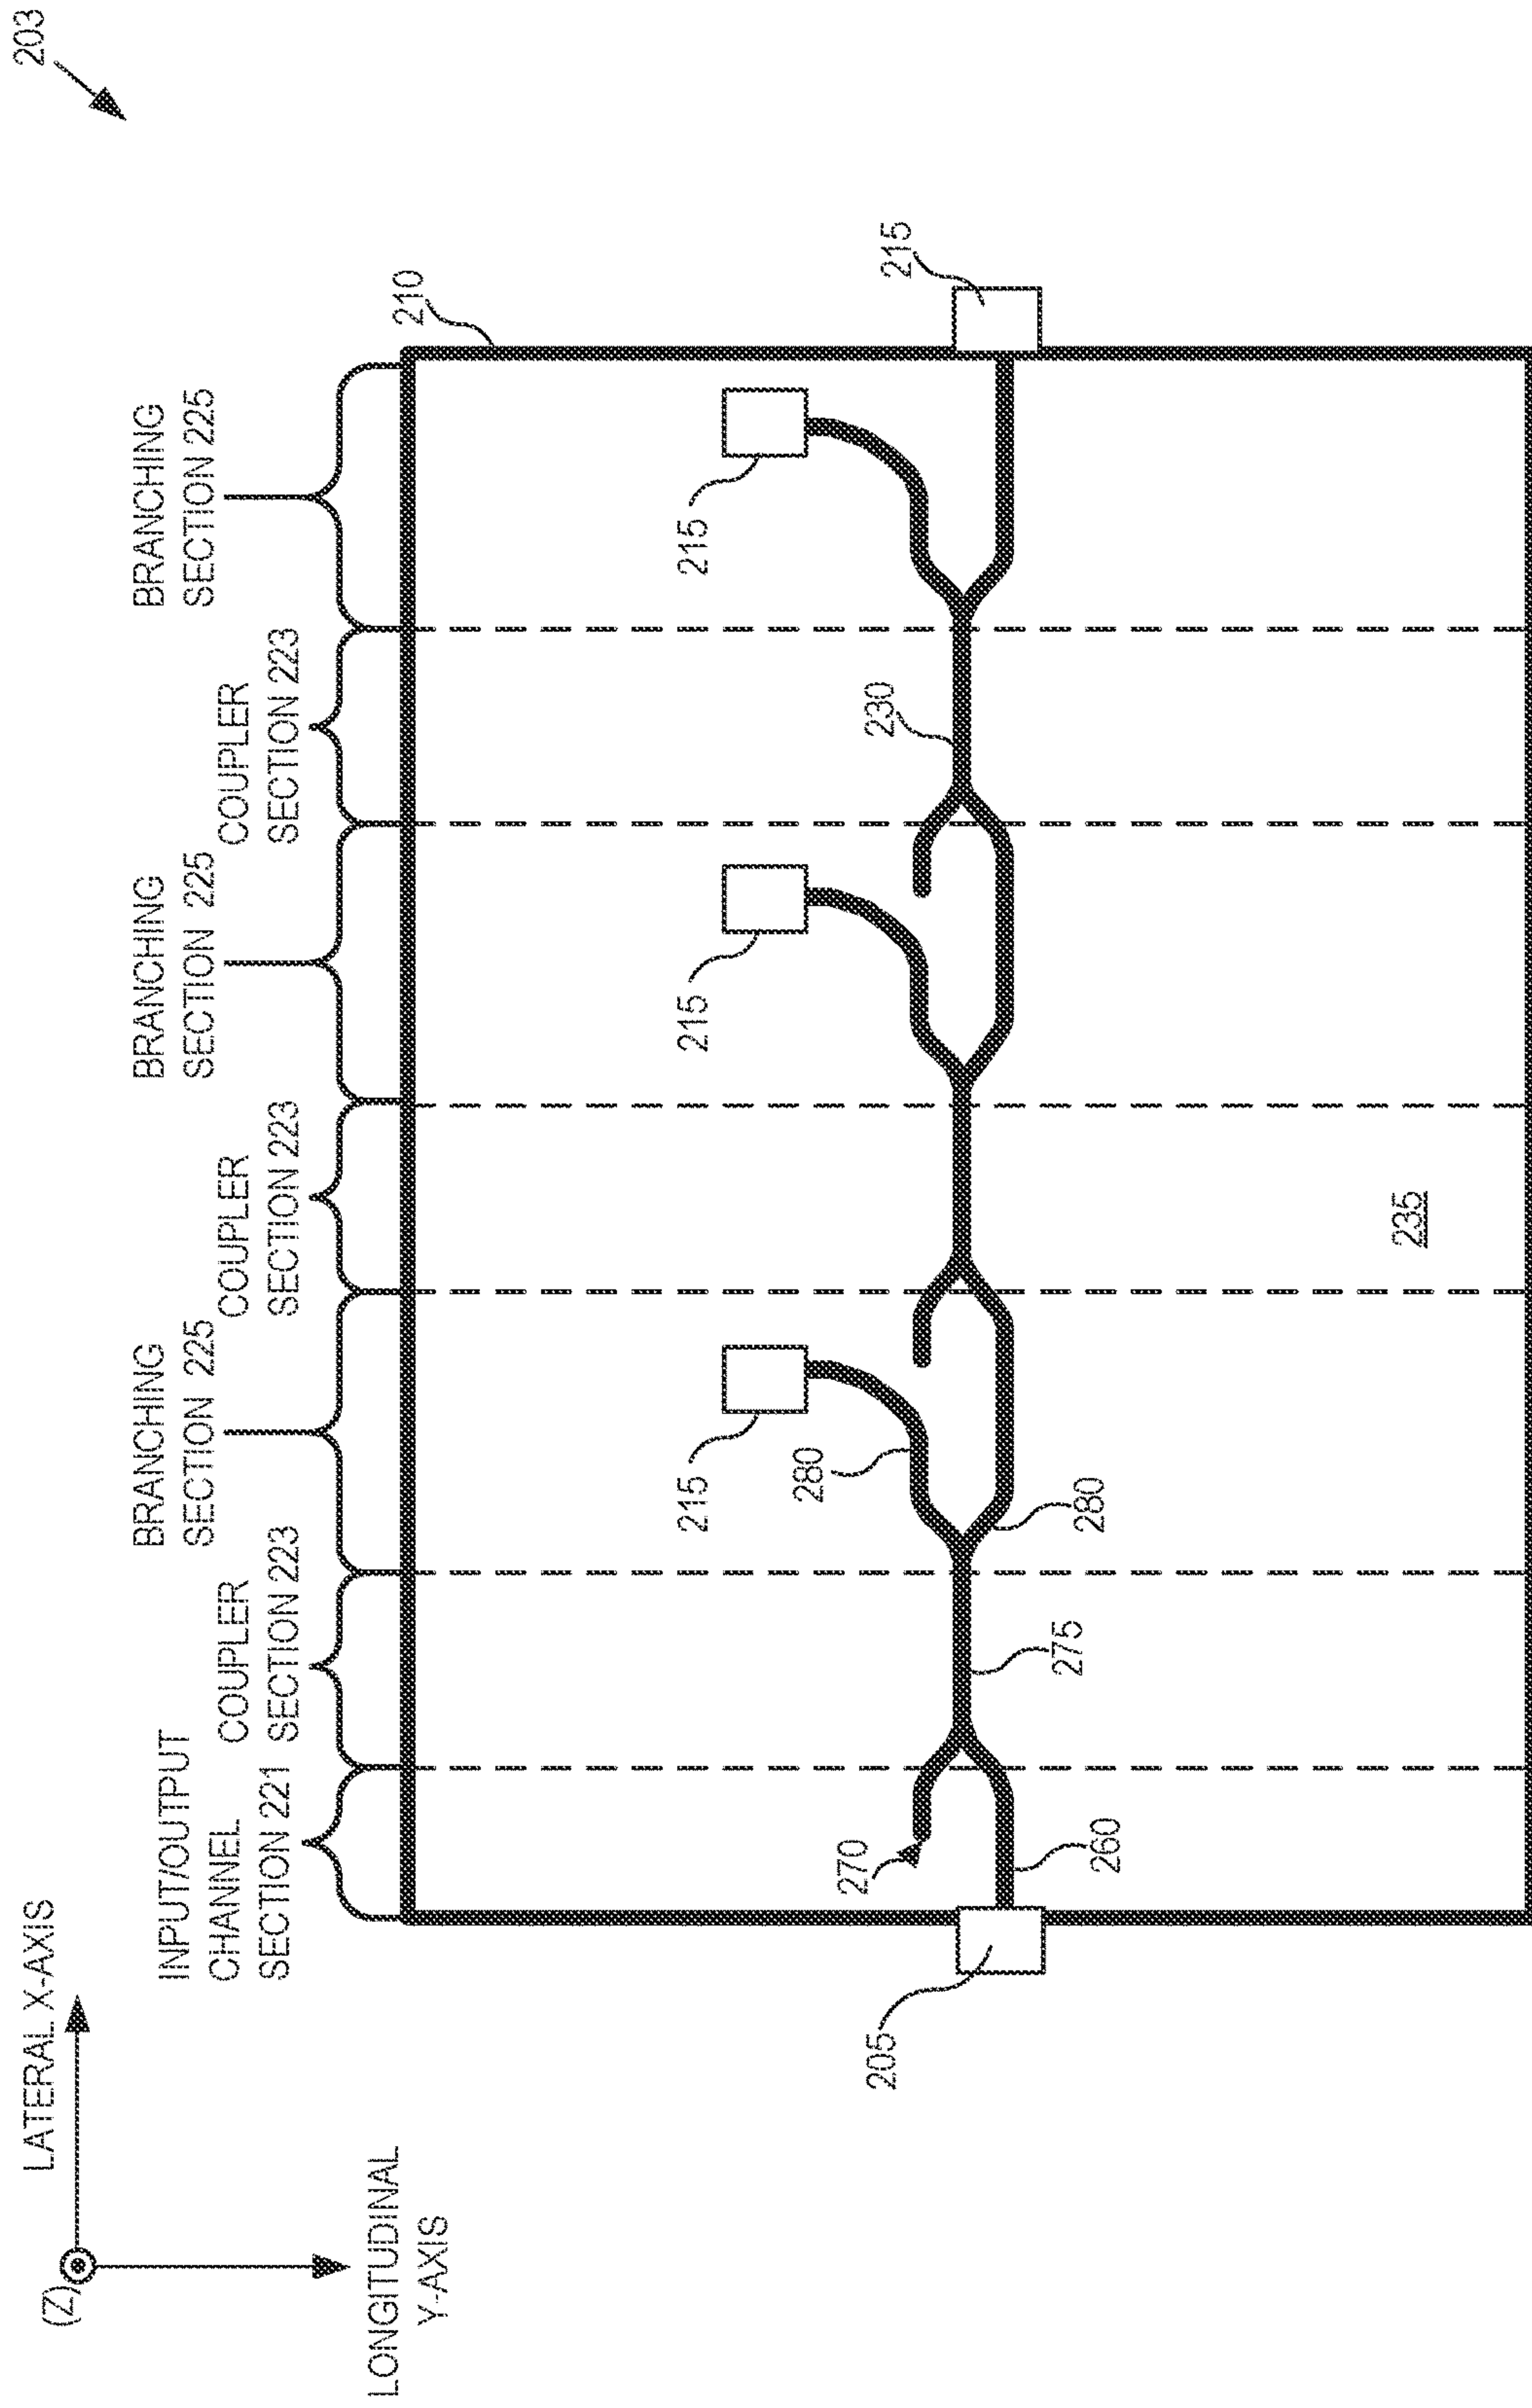 203
LATERAL X-AXIS
(Z)
LONGITUDINAL
Y-AXIS
INPUT/OUTPUT
CHANNEL
SECTION 221
COUPLER
SECTION 223
BRANCHING
SECTION 225
COUPLER
SECTION 223
BRANCHING
SECTION 225
COUPLER
SECTION 223
BRANCHING
SECTION 225
210
215
215
215
215
280
280
230
270
275
260
205
235